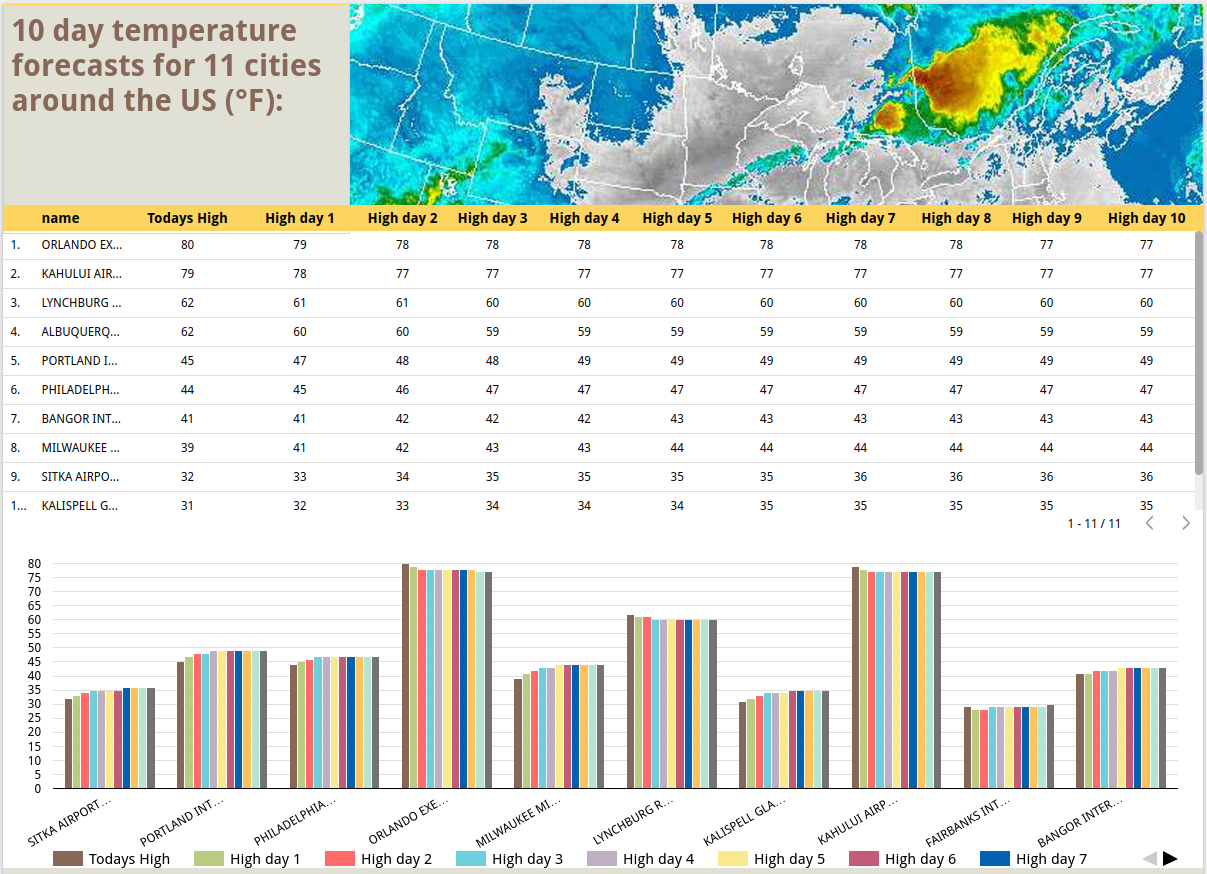 10 day temperature
forecasts for 11 cities
around the US (°F):
name Todays High High day 1 High day 2 High day 3 High day 4 High day 5 High day 6 High day 7 High day 8 High day 9 High day 10
1. ORLANDO EX... 80 79 78 78 78 78 78 78 78 77 77
2. KAHULUI AIR... 79 78 77 77 77 77 77 77 77 77 77
3. LYNCHBURG ... 62 61 61 60 60 60 60 60 60 60 60
4. ALBUQUERQ... 62 60 60 59 59 59 59 59 59 59 59
5. PORTLAND I... 45 47 48 48 49 49 49 49 49 49 49
6. PHILADELPH... 44 45 46 47 47 47 47 47 47 47 47
7. BANGOR INT... 41 41 42 42 42 43 43 43 43 43 43
8. MILWAUKEE ... 39 41 42 43 43 44 44 44 44 44 44
9. SITKA AIRPO... 32 33 34 35 35 35 35 36 36 36 36
1... KALISPELL G... 31 32 33 34 34 34 35 35 35 35 35
1 - 11 / 11
80
75
70
65
60
55
50
45
40
35
30
25
20
15
10
5
0
SITKA AIRPORT... PORTLAND INT... PHILADELPHIA... ORLANDO EXE... MILWAUKEE MI... LYNCHBURG R... KALISPELL GLA... KAHULUI AIRP... FAIRBANKS INT... BANGOR INTER...
Todays High High day 1 High day 2 High day 3 High day 4 High day 5 High day 6 High day 7